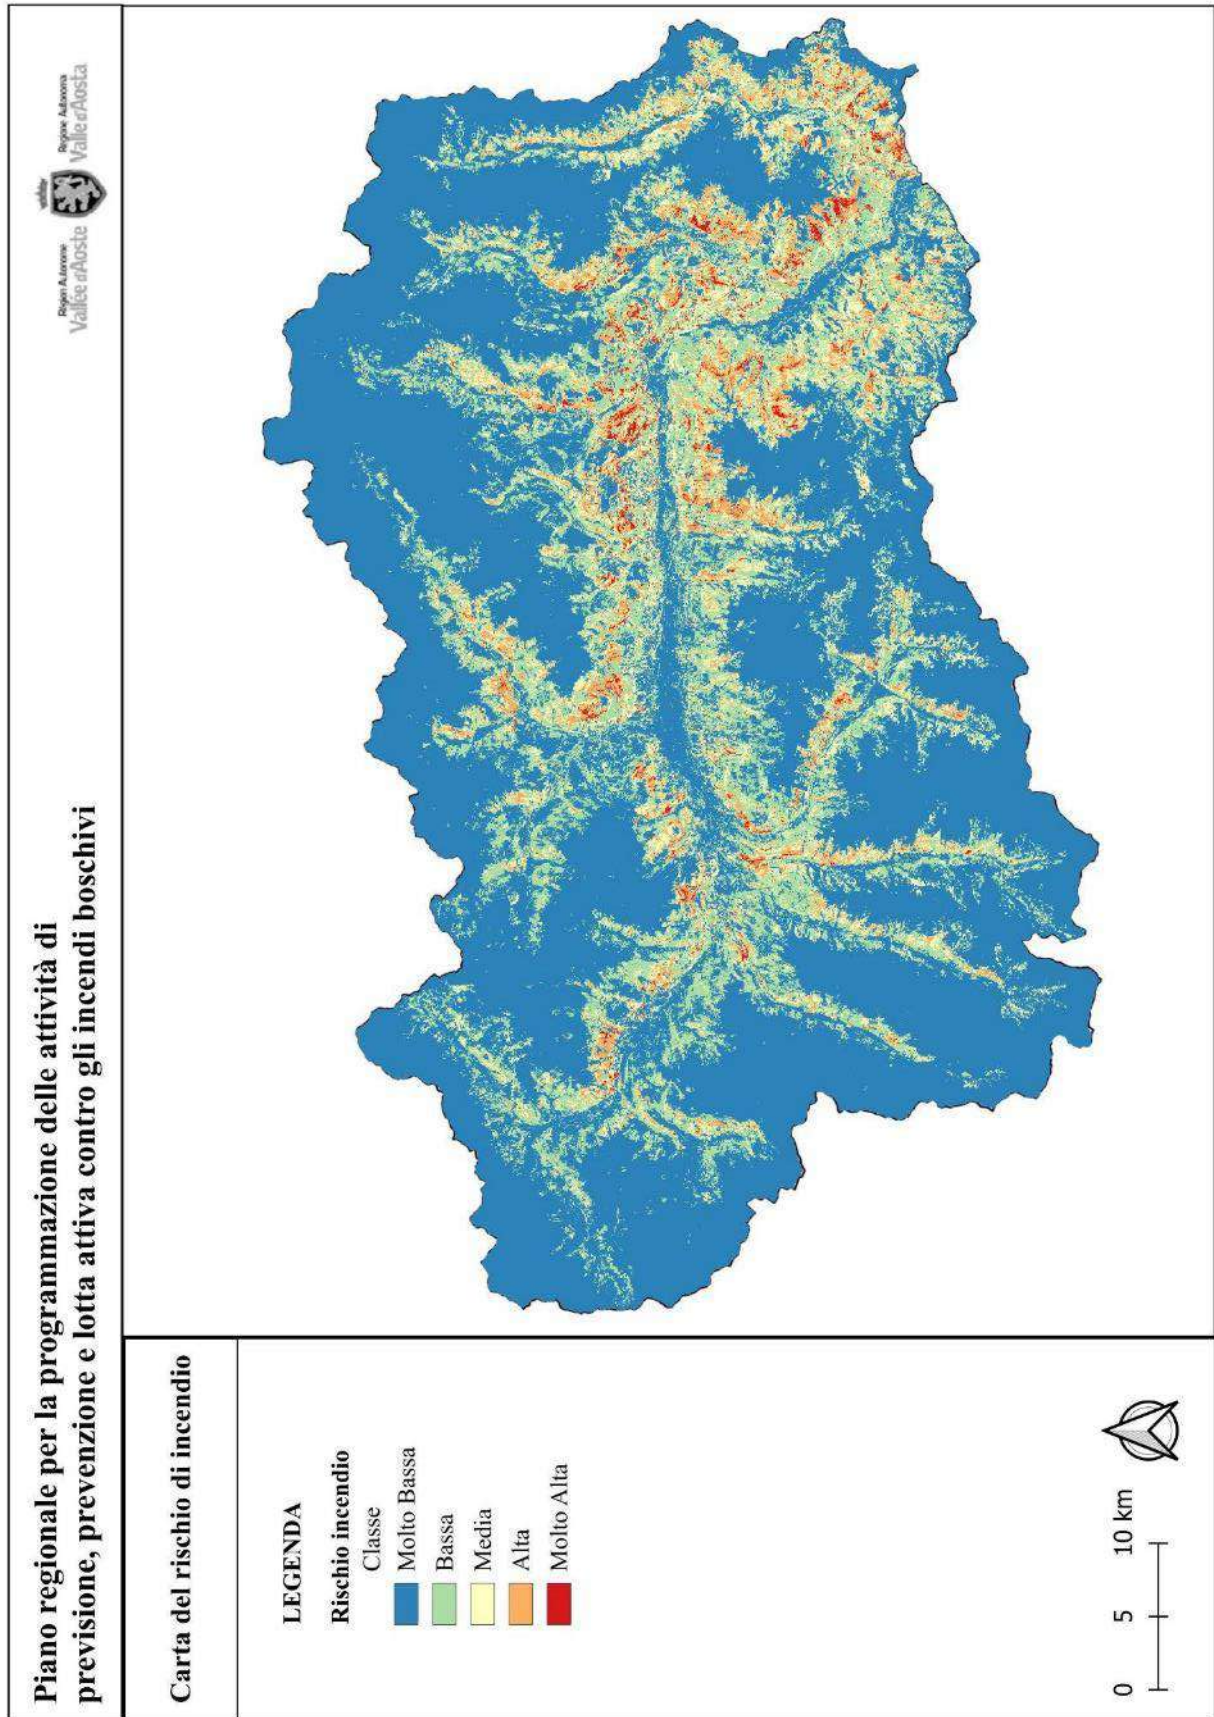 Piano regionale per la programmazione delle attività di
previsione, prevenzione e lotta attiva contro gli incendi boschivi
Région Autonome
Vallée d'Aoste
Regione Autonoma
Valle d'Aosta
Carta del rischio di incendio
LEGENDA
Rischio incendio
Classe
Molto Bassa
Bassa
Media
Alta
Molto Alta
0 5 10 km